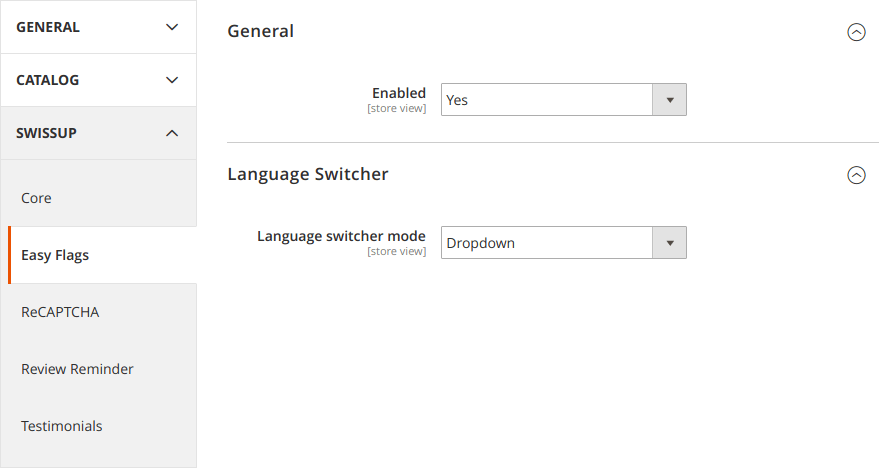 GENERAL
CATALOG
SWISSUP
Core
Easy Flags
ReCAPTCHA
Review Reminder
Testimonials
General
Enabled
[store view]
Yes
Language Switcher
Language switcher mode
[store view]
Dropdown